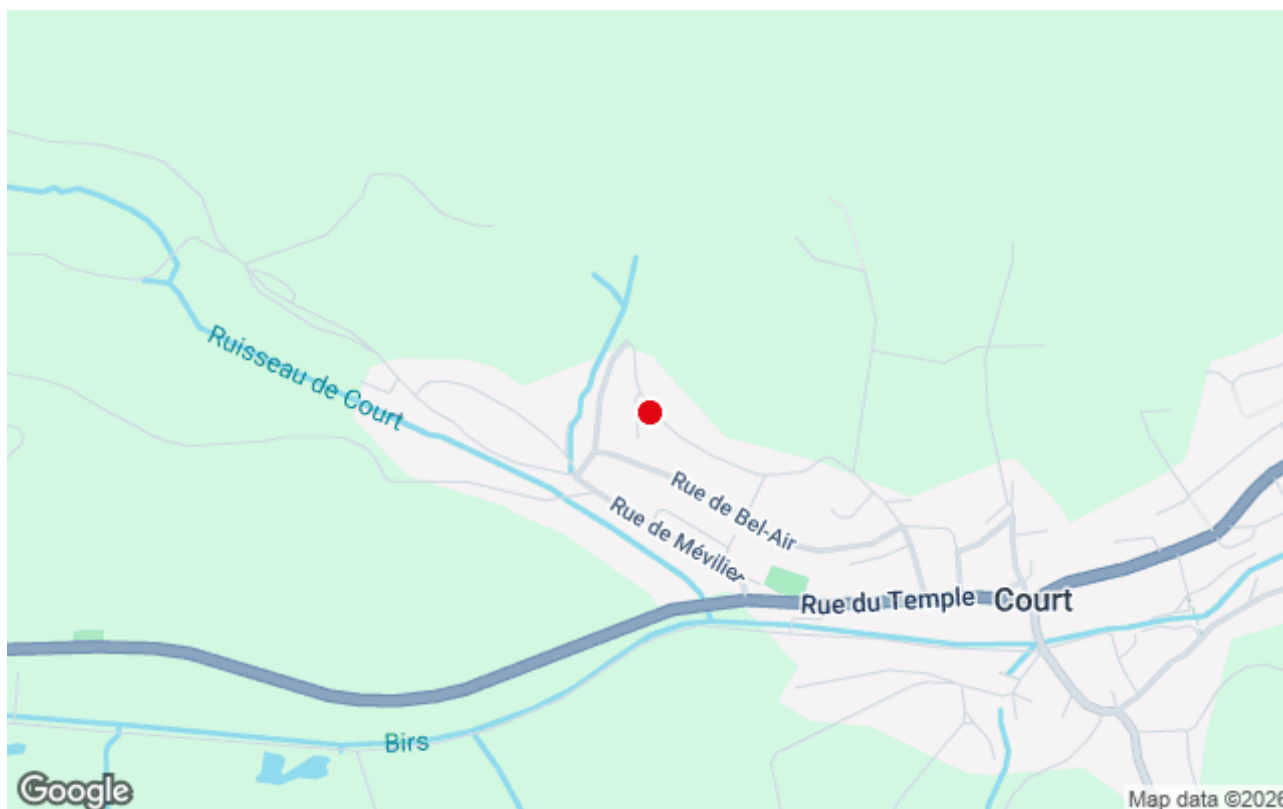 Ruisseau de Court
Rue de Bel-Air
Rue de Mévilier
Rue du Temple
Court
Birs
Google
Map data ©2026